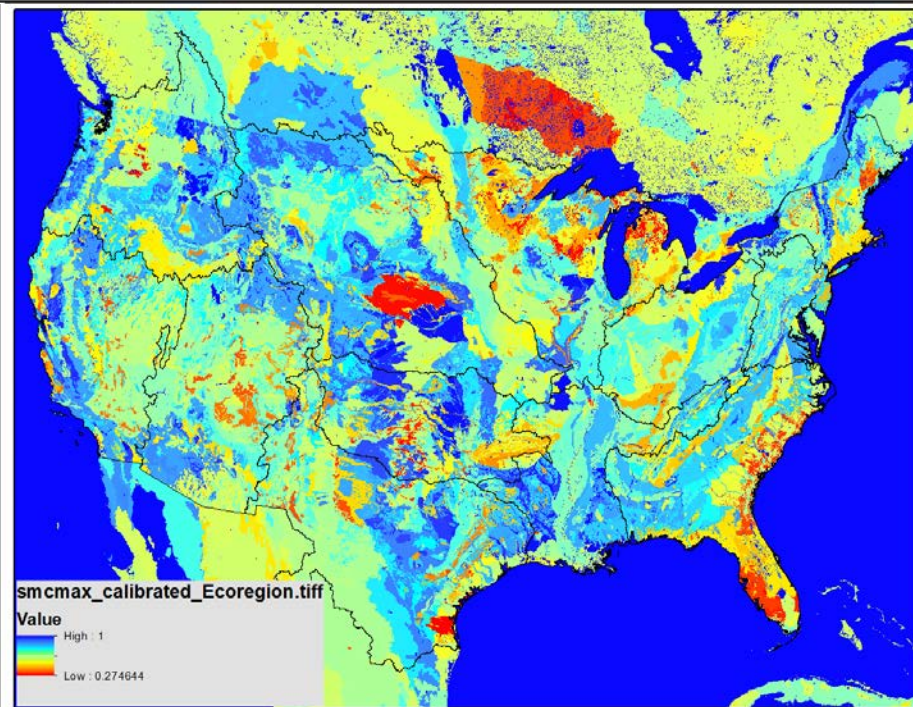 smcmax_calibrated_Ecoregion.tiff
Value
High : 1
Low : 0.274644